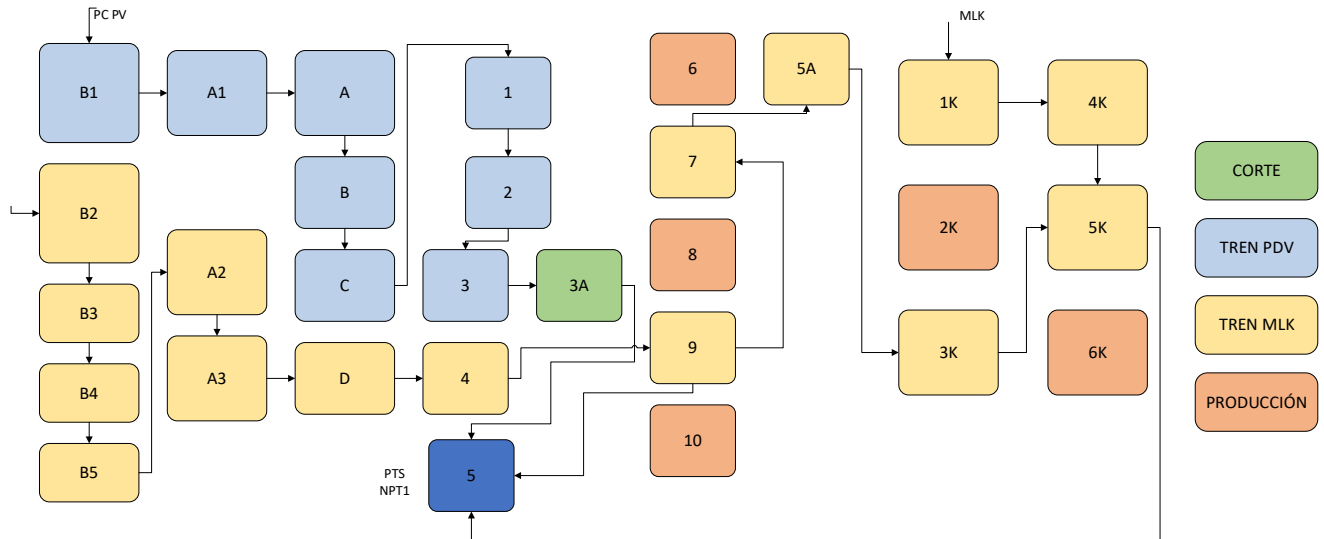 PC PV
MLK
B1
A1
A
1
6
5A
1K
4K
7
CORTE
B2
B
2
2K
5K
TREN PDV
A2
C
3
3A
8
B3
TREN MLK
A3
D
4
9
3K
6K
B4
PRODUCCIÓN
10
B5
5
PTS
NPT1